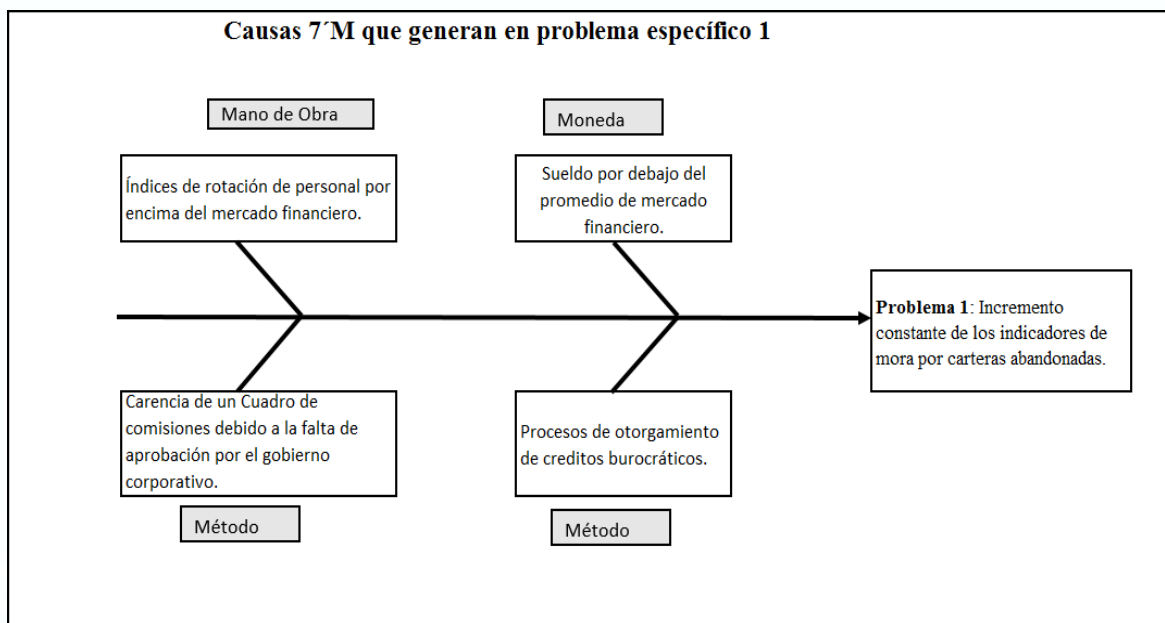 Causas 7´M que generan en problema específico 1
Mano de Obra
Moneda
Índices de rotación de personal por
encima del mercado financiero.
Sueldo por debajo del
promedio de mercado
financiero.
Problema 1: Incremento
constante de los indicadores de
mora por carteras abandonadas.
Carencia de un Cuadro de
comisiones debido a la falta de
aprobación por el gobierno
corporativo.
Procesos de otorgamiento
de creditos burocráticos.
Método
Método